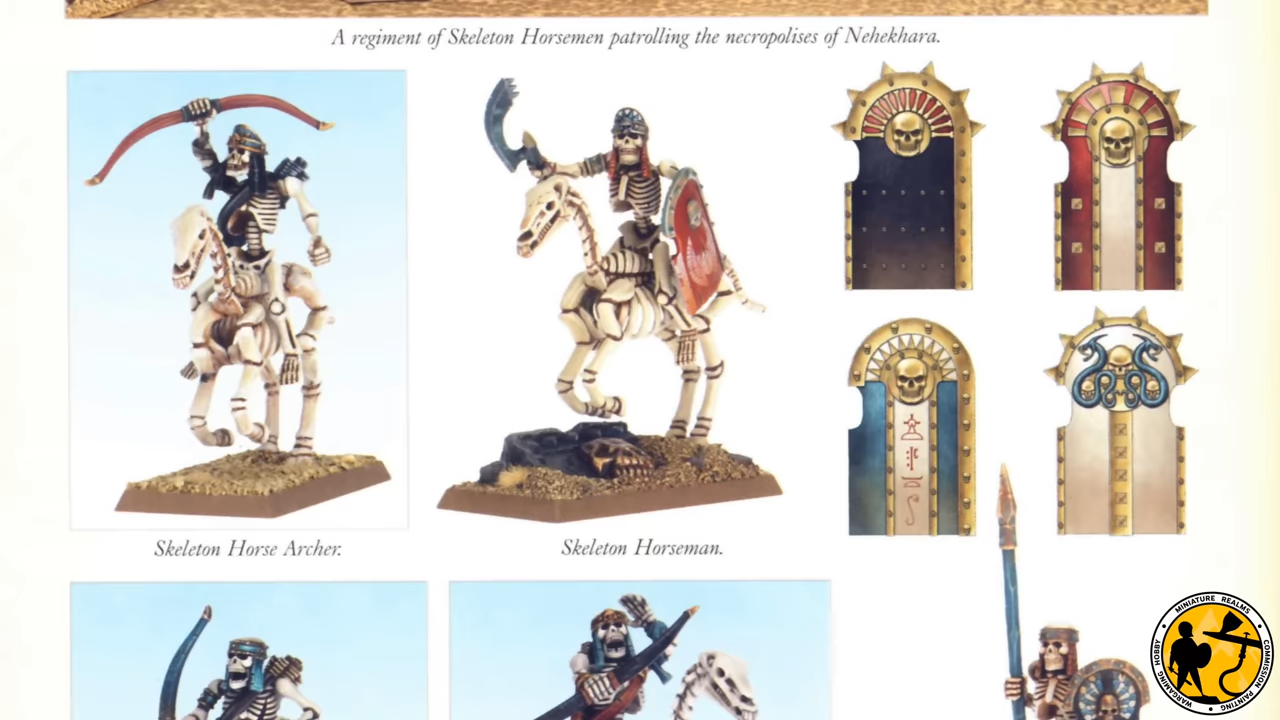 A regiment of Skeleton Horsemen patrolling the necropolises of Nehekhara.
Skeleton Horse Archer.
Skeleton Horseman.
MINIATURE REALMS
WARGAMING HOBBY
COMMISSION PAINTING